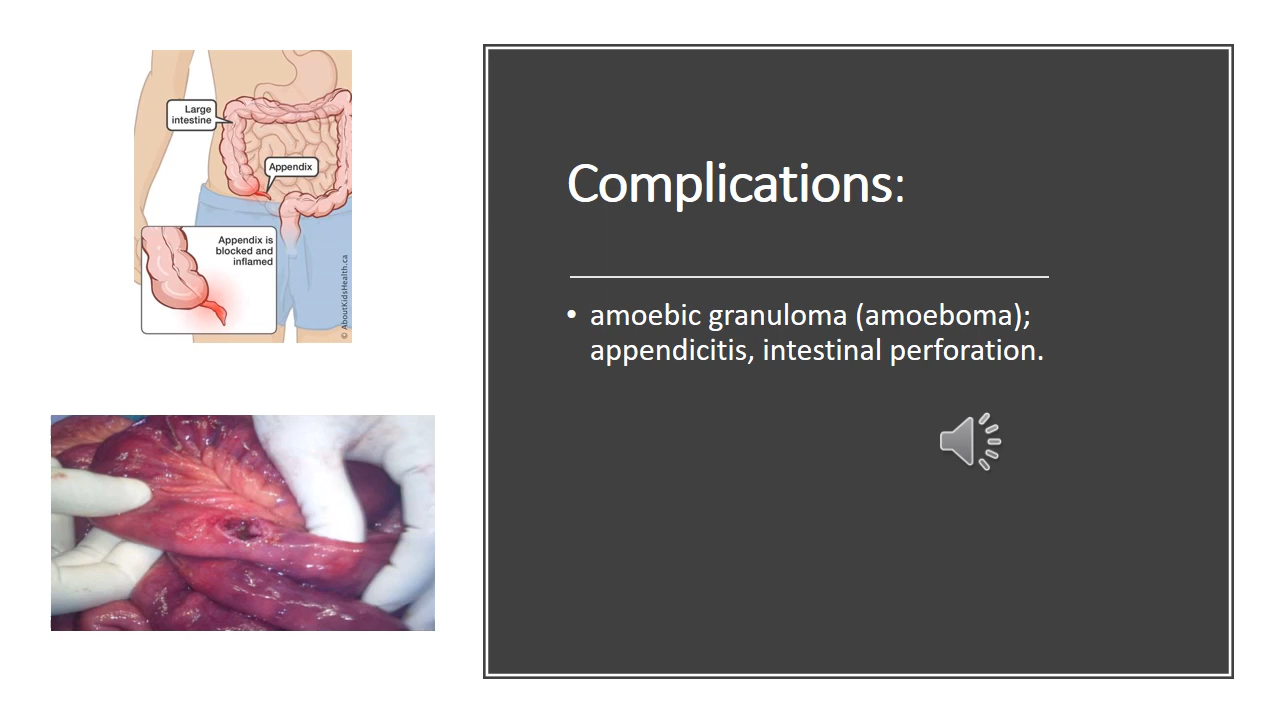 Large
intestine
Appendix
Appendix is
blocked and
inflamed
© AboutKidsHealth.ca
Complications:
• amoebic granuloma (amoeboma);
appendicitis, intestinal perforation.